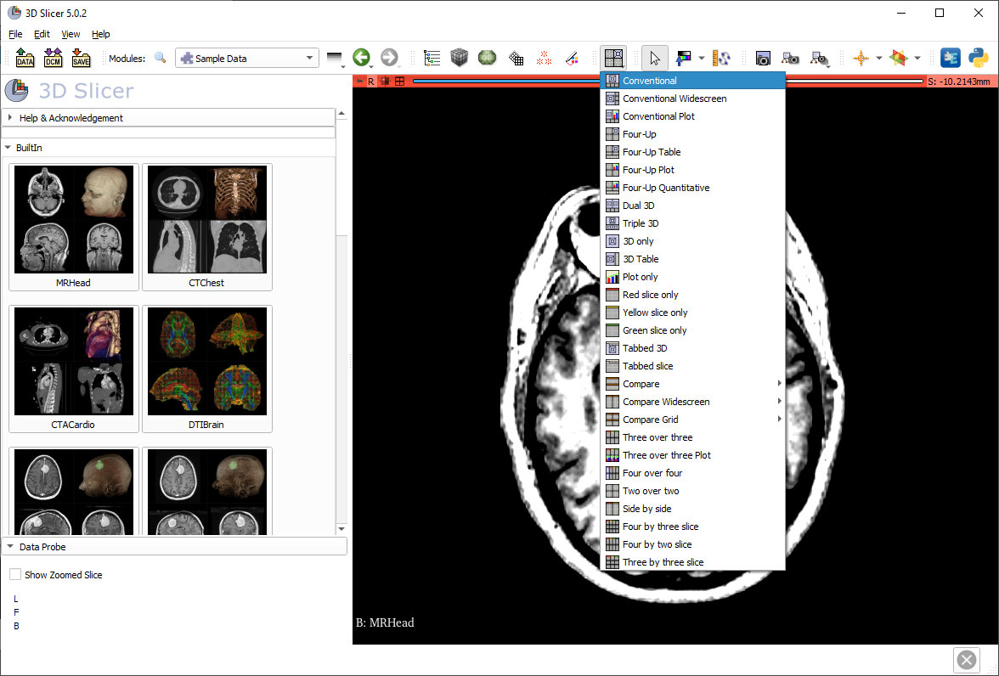 3D Slicer 5.0.2
File Edit View Help
DATA DCM SAVE Modules: Sample Data
R S: -10.2143mm
3D Slicer
Help & Acknowledgement
BuiltIn
MRHead CTChest
CTACardio DTIBrain
Data Probe
Show Zoomed Slice
L
F
B
Conventional
Conventional Widescreen
Conventional Plot
Four-Up
Four-Up Table
Four-Up Plot
Four-Up Quantitative
Dual 3D
Triple 3D
3D only
3D Table
Plot only
Red slice only
Yellow slice only
Green slice only
Tabbed 3D
Tabbed slice
Compare
Compare Widescreen
Compare Grid
Three over three
Three over three Plot
Four over four
Two over two
Side by side
Four by three slice
Four by two slice
Three by three slice
B: MRHead